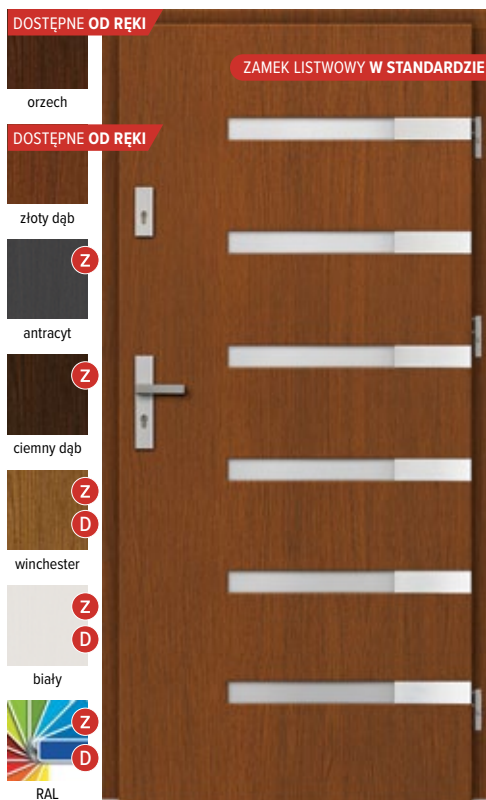 DOSTĘPNE OD RĘKI
ZAMEK LISTWOWY W STANDARDZIE
orzech
DOSTĘPNE OD RĘKI
złoty dąb
Z
antracyt
Z
ciemny dąb
Z
D
winchester
Z
D
biały
Z
D
RAL